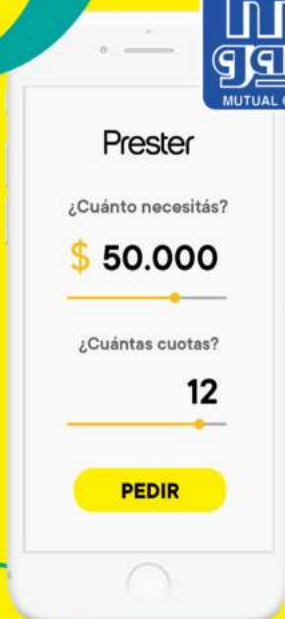 MUTUAL
Prester
¿Cuánto necesitás?
$ 50.000
¿Cuántas cuotas?
12
PEDIR